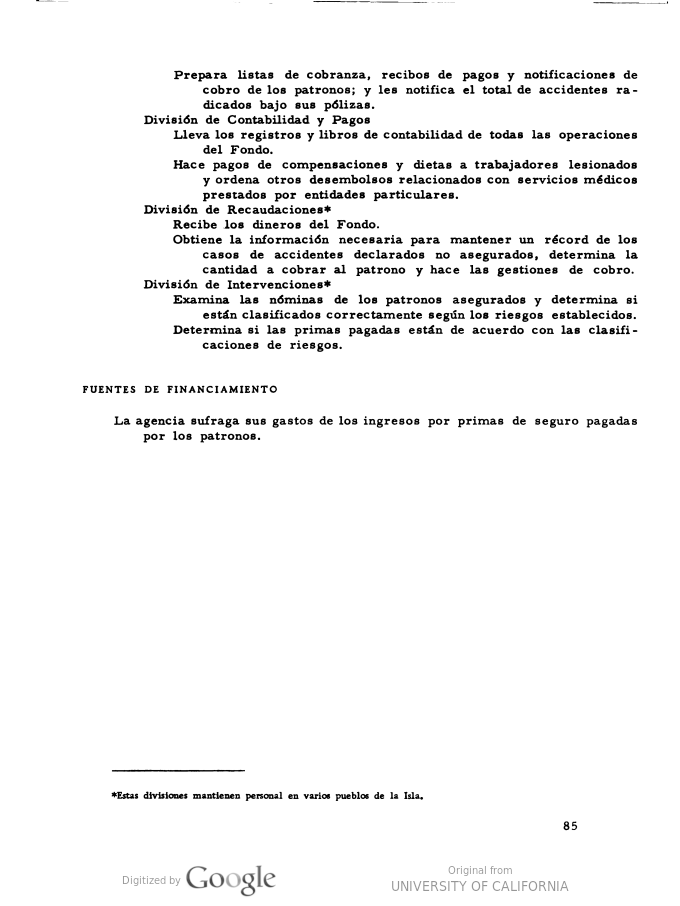 Prepara listas de cobranza, recibos de pagos y notificaciones de
cobro de los patronos; y les notifica el total de accidentes ra-
dicados bajo sus pólizas.
División de Contabilidad y Pagos
Lleva los registros y libros de contabilidad de todas las operaciones
del Fondo.
Hace pagos de compensaciones y dietas a trabajadores lesionados
y ordena otros desembolsos relacionados con servicios médicos
prestados por entidades particulares.
División de Recaudaciones*
Recibe los dineros del Fondo.
Obtiene la información necesaria para mantener un récord de los
casos de accidentes declarados no asegurados, determina la
cantidad a cobrar al patrono y hace las gestiones de cobro.
División de Intervenciones*
Examina las nóminas de los patronos asegurados y determina si
están clasificados correctamente según los riesgos establecidos.
Determina si las primas pagadas están de acuerdo con las clasifi-
caciones de riesgos.
FUENTES DE FINANCIAMIENTO
La agencia sufraga sus gastos de los ingresos por primas de seguro pagadas
por los patronos.
*Estas divisiones mantienen personal en varios pueblos de la Isla.
85
Digitized by Google
Original from
UNIVERSITY OF CALIFORNIA